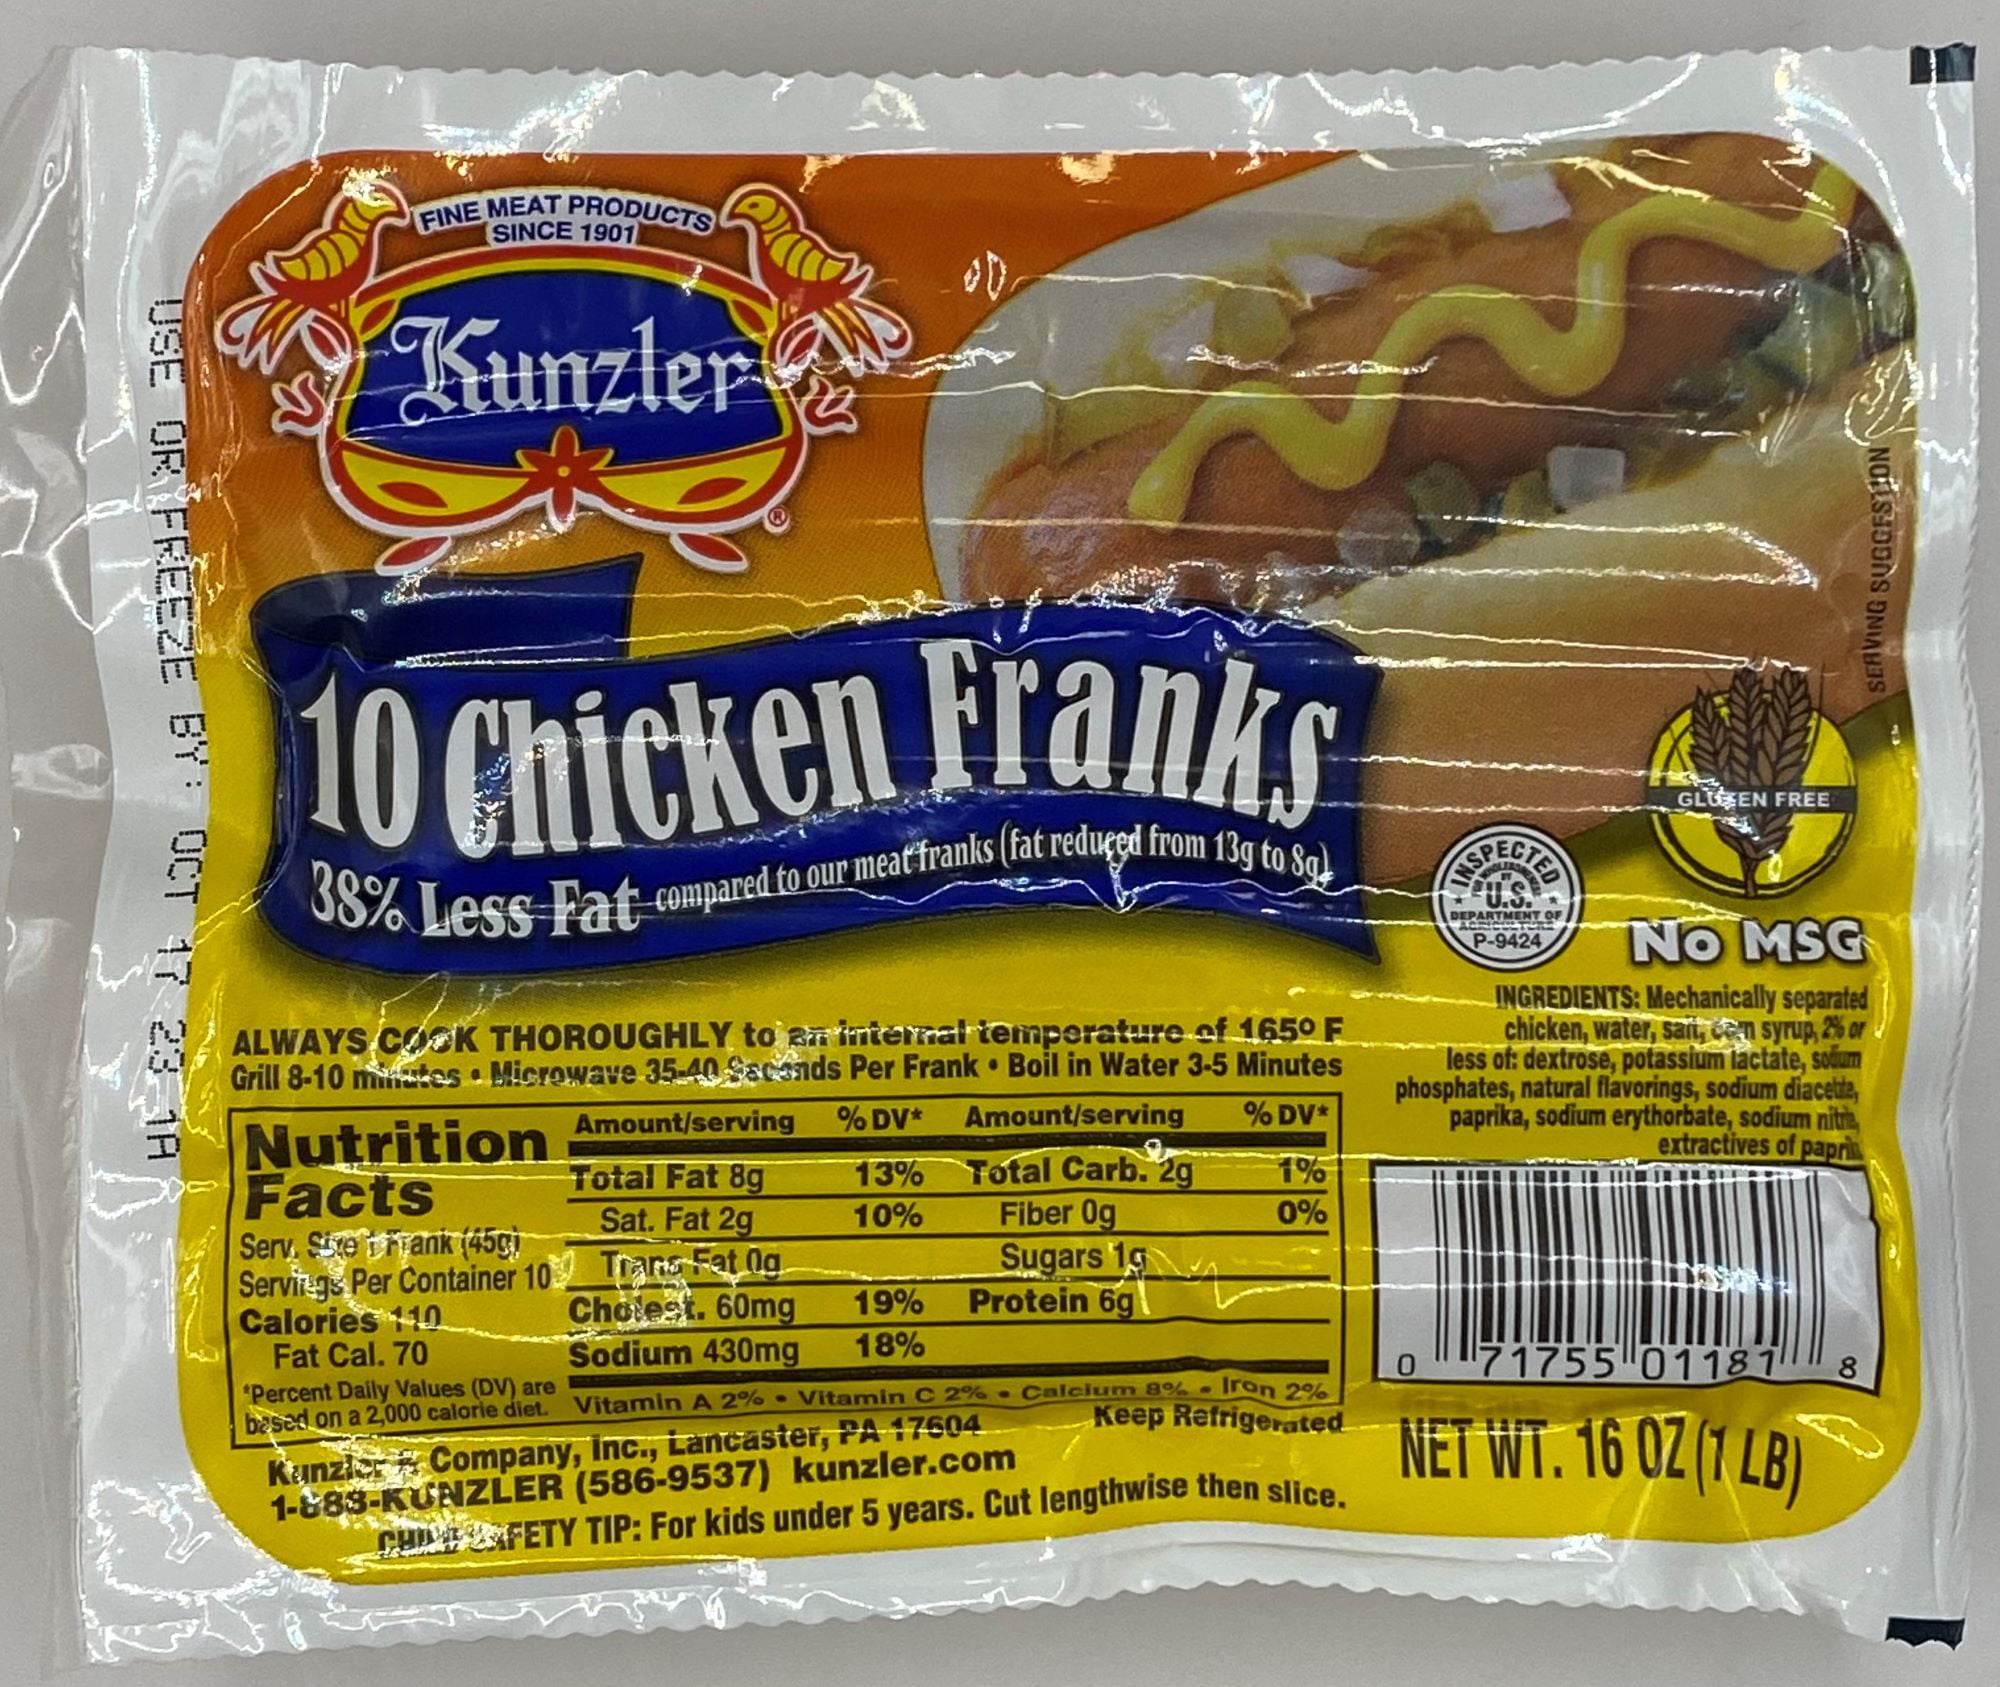 FINE MEAT PRODUCTS
SINCE 1901
Kunzler
®
10 Chicken Franks
38% Less Fat compared to our meat franks (fat reduced from 13g to 8g)
SERVING SUGGESTION
GLUTEN FREE
INSPECTED
BY
U.S.
DEPARTMENT OF
AGRICULTURE
P-9424
No MSG
USE OR FREEZE BY: OCT 17 23 1A
ALWAYS COOK THOROUGHLY to an internal temperature of 165º F
Grill 8-10 minutes • Microwave 35-40 Seconds Per Frank • Boil in Water 3-5 Minutes
Nutrition
Facts
Serv. Size 1 Frank (45g)
Servings Per Container 10
Calories 110
Fat Cal. 70
*Percent Daily Values (DV) are
based on a 2,000 calorie diet.
Amount/serving % DV* Amount/serving % DV*
Total Fat 8g 13% Total Carb. 2g 1%
Sat. Fat 2g 10% Fiber 0g 0%
Trans Fat 0g Sugars 1g
Cholest. 60mg 19% Protein 6g
Sodium 430mg 18%
Vitamin A 2% • Vitamin C 2% • Calcium 8% • Iron 2%
INGREDIENTS: Mechanically separated
chicken, water, salt, corn syrup, 2% or
less of: dextrose, potassium lactate, sodium
phosphates, natural flavorings, sodium diacetate,
paprika, sodium erythorbate, sodium nitrite,
extractives of paprika
0 71755 01181 8
Kunzler & Company, Inc., Lancaster, PA 17604
Keep Refrigerated
1-888-KUNZLER (586-9537) kunzler.com
CHILD SAFETY TIP: For kids under 5 years. Cut lengthwise then slice.
NET WT. 16 OZ (1 LB)